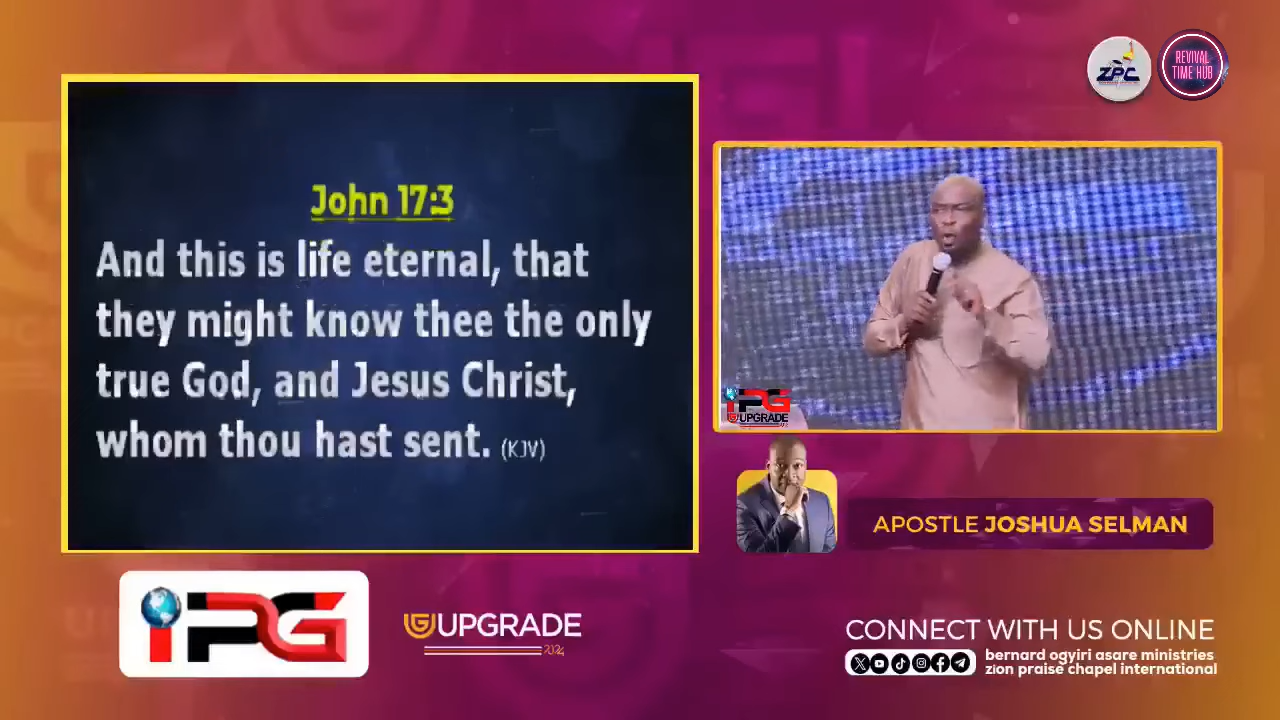 John 17:3
And this is life eternal, that
they might know thee the only
true God, and Jesus Christ,
whom thou hast sent. (KJV)
ZPC
REVIVAL
TIME HUB
iPG
UPGRADE
APOSTLE JOSHUA SELMAN
iPG
UPGRADE
2024
CONNECT WITH US ONLINE
bernard ogyiri asare ministries
zion praise chapel international